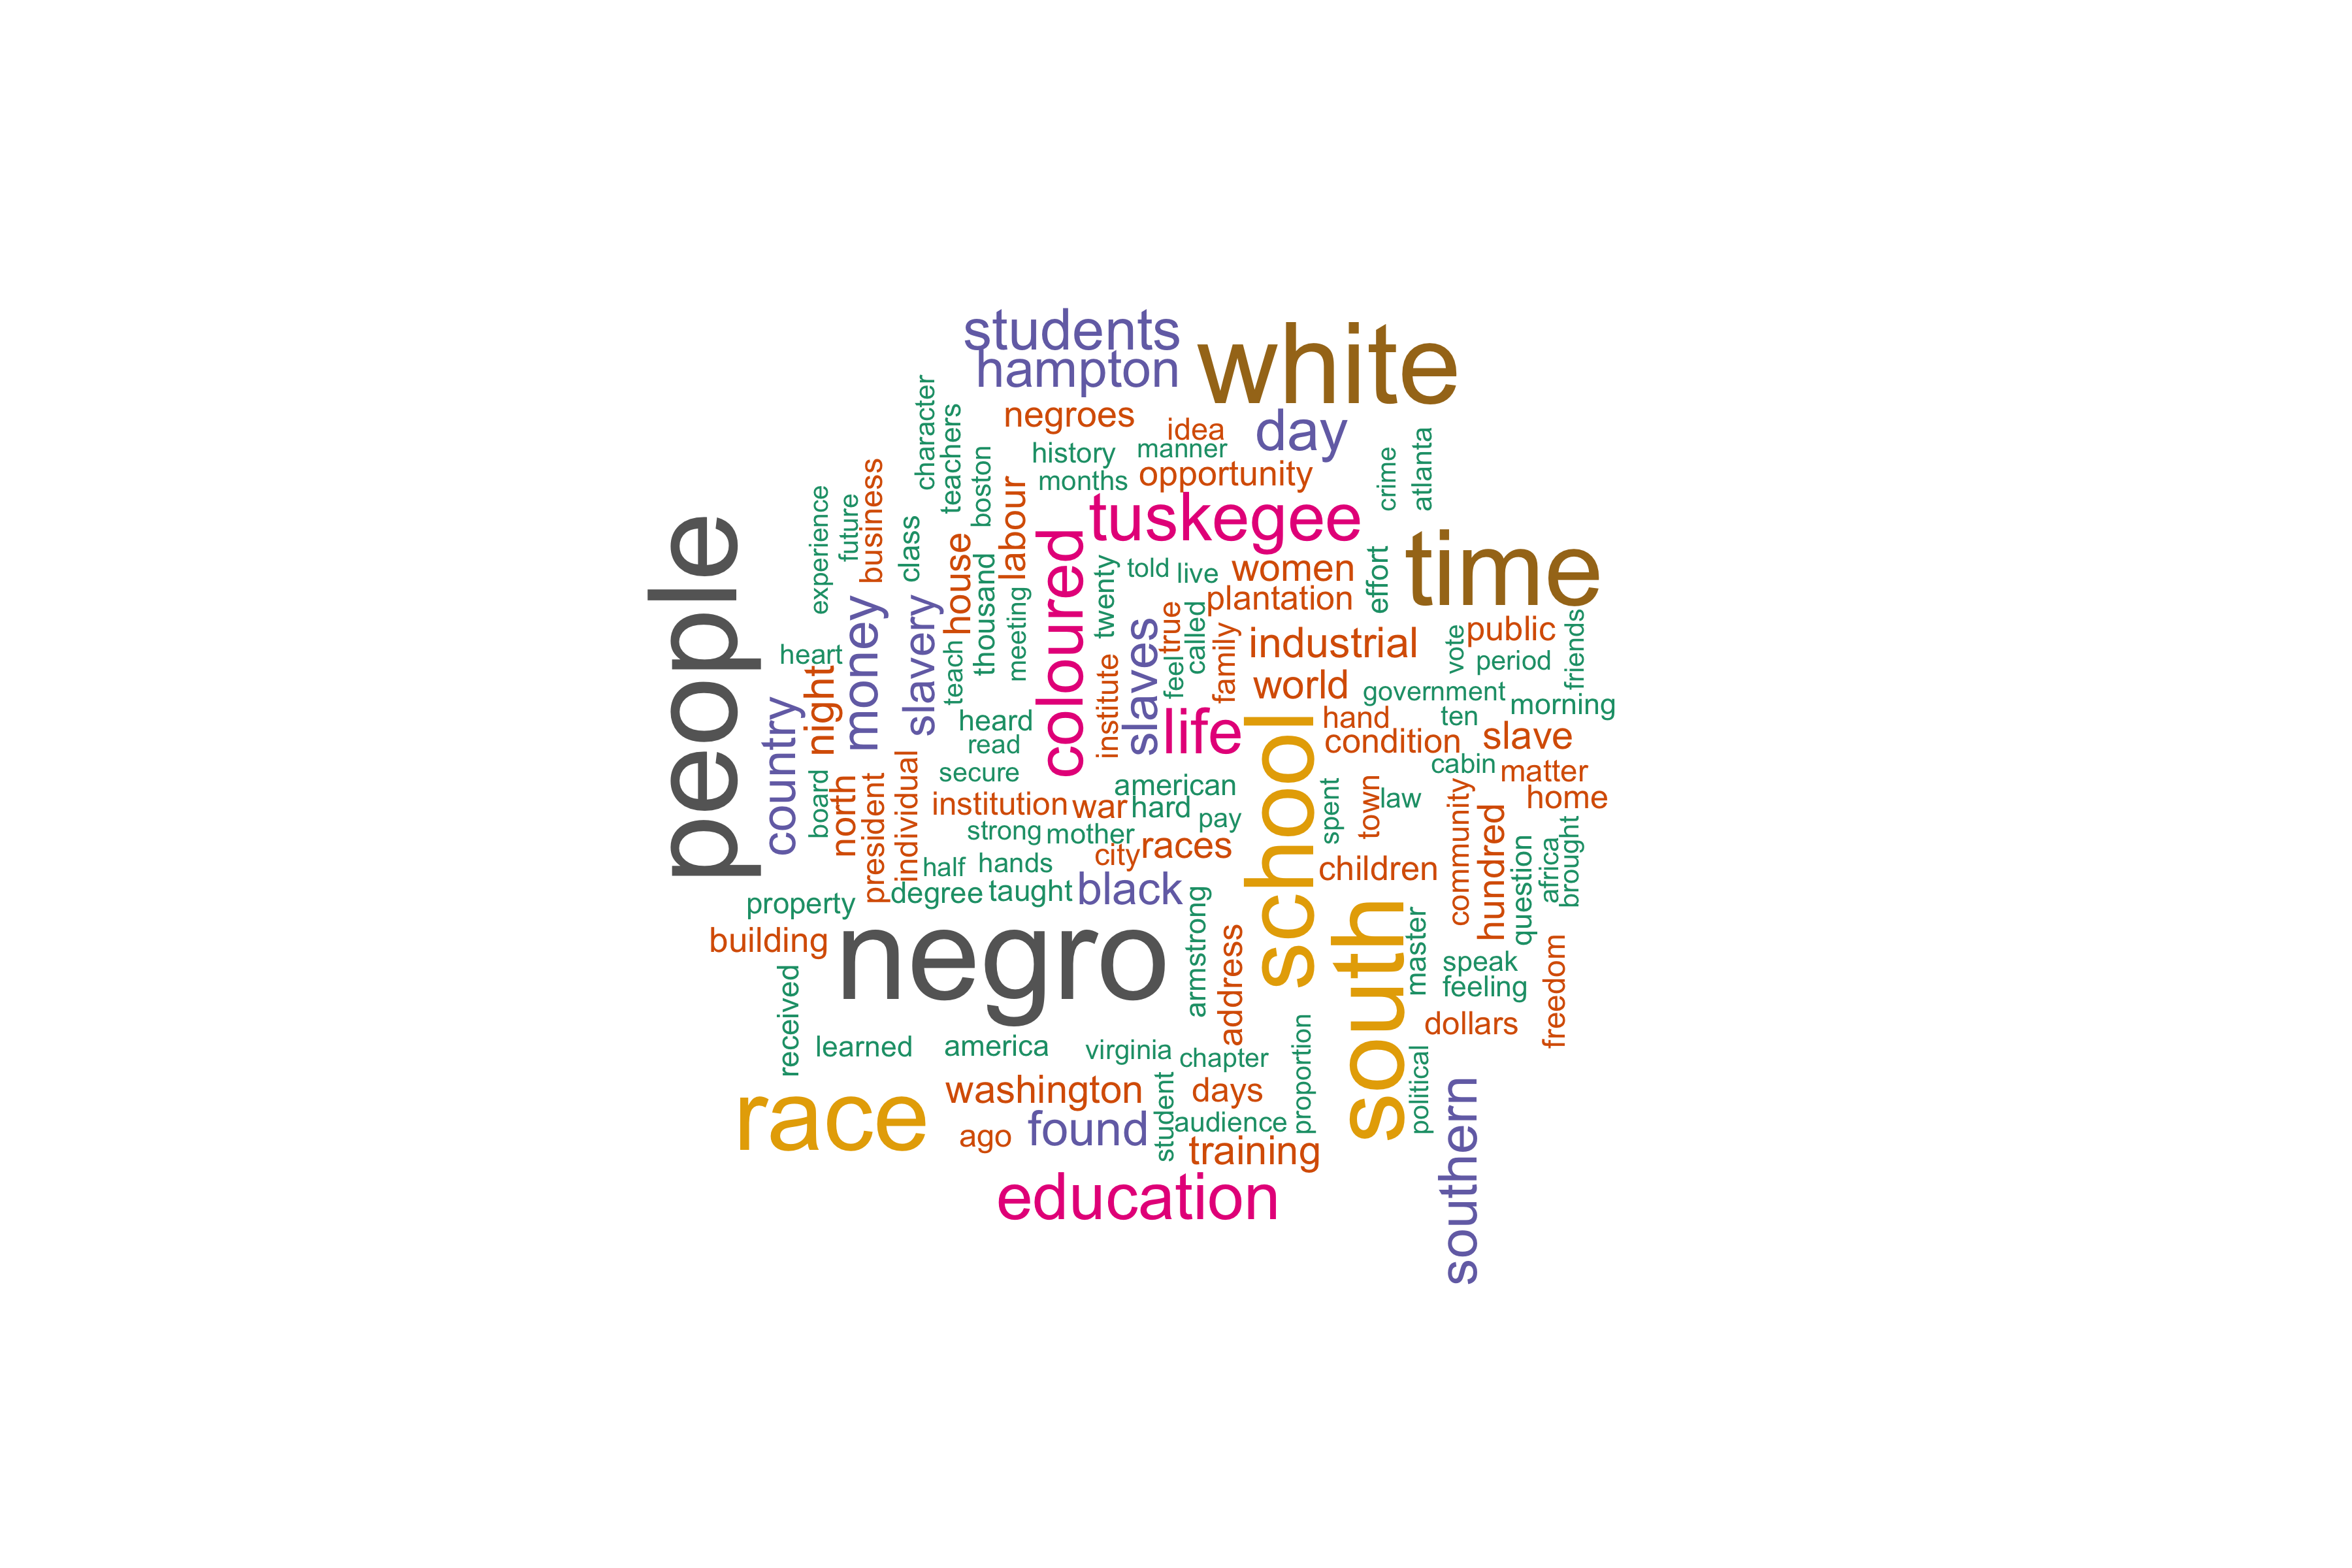 students
white
hampton
negroes
idea
day
character
teachers
history
manner
boston
months
opportunity
crime
atlanta
business
experience
future
class
labour
tuskegee
people
coloured
time
house
thousand
twenty
told
live
women
effort
meeting
plantation
money
slavery
true
called
slaves
family
industrial
vote
public
friends
period
heart
teach
feel
institute
world
government
morning
night
country
heard
life
school
hand
ten
read
condition
slave
individual
secure
american
cabin
matter
board
north
president
institution
war
hard
pay
spent
town
law
community
home
hundred
strong
mother
city
races
question
africa
brought
half
hands
children
property
degree
taught
black
armstrong
south
master
building
negro
address
speak
feeling
freedom
received
dollars
learned
america
virginia
chapter
proportion
political
race
washington
days
southern
student
ago
found
audience
training
education